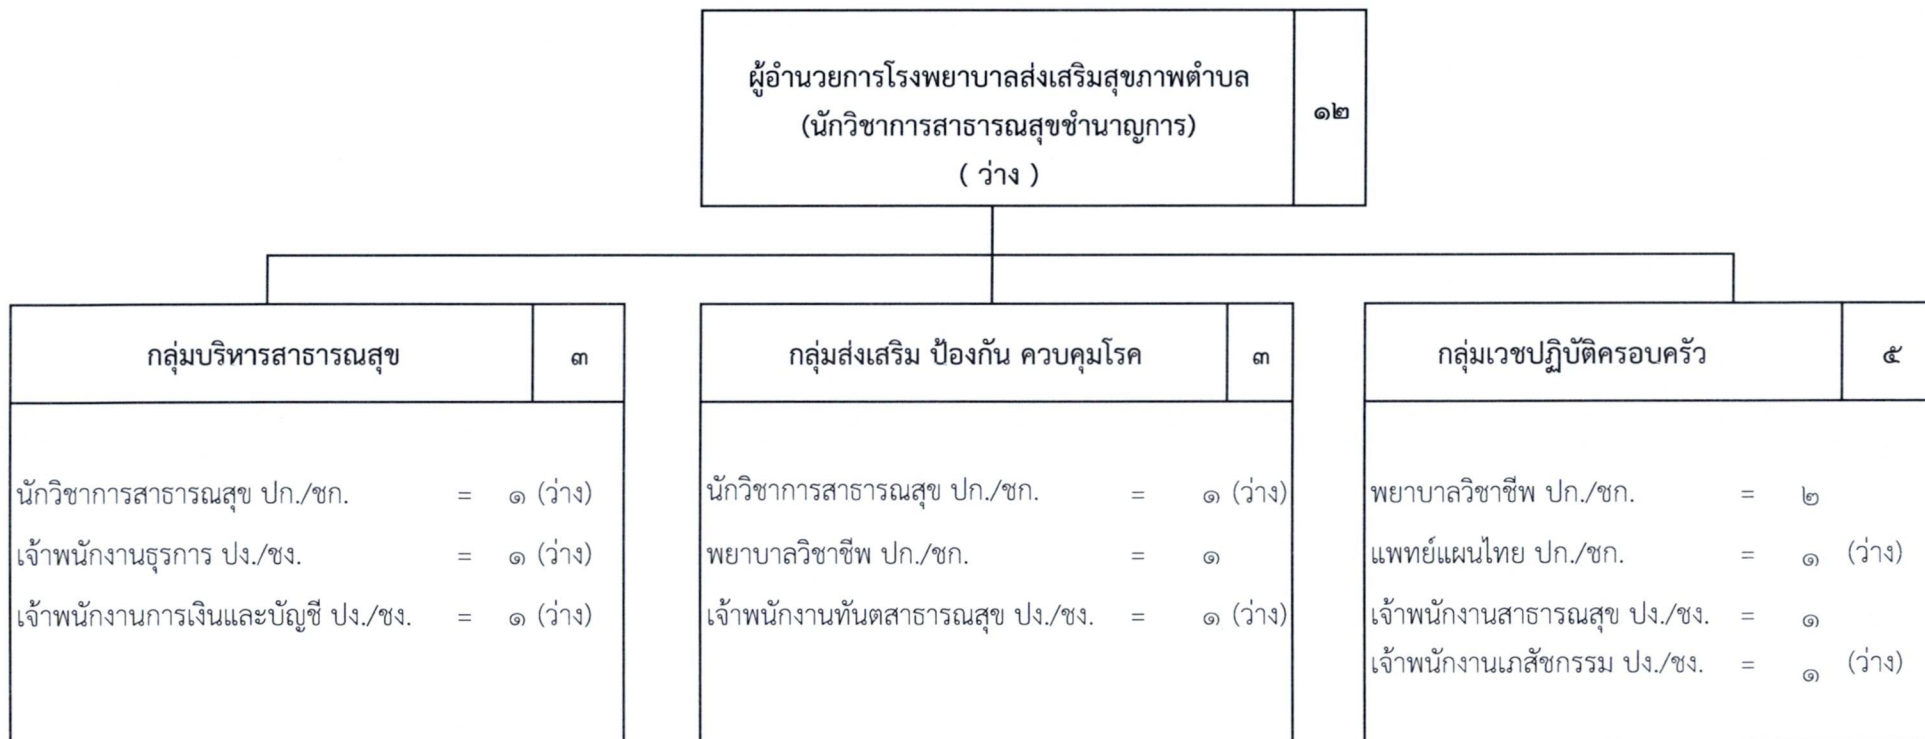 ผู้อำนวยการโรงพยาบาลส่งเสริมสุขภาพตำบล
(นักวิชาการสาธารณสุขชำนาญการ)
( ว่าง )
๑๒
กลุ่มบริหารสาธารณสุข ๓
นักวิชาการสาธารณสุข ปก./ชก. = ๑ (ว่าง)
เจ้าพนักงานธุรการ ปง./ชง. = ๑ (ว่าง)
เจ้าพนักงานการเงินและบัญชี ปง./ชง. = ๑ (ว่าง)
กลุ่มส่งเสริม ป้องกัน ควบคุมโรค ๓
นักวิชาการสาธารณสุข ปก./ชก. = ๑ (ว่าง)
พยาบาลวิชาชีพ ปก./ชก. = ๑
เจ้าพนักงานทันตสาธารณสุข ปง./ชง. = ๑ (ว่าง)
กลุ่มเวชปฏิบัติครอบครัว ๕
พยาบาลวิชาชีพ ปก./ชก. = ๒
แพทย์แผนไทย ปก./ชก. = ๑ (ว่าง)
เจ้าพนักงานสาธารณสุข ปง./ชง. = ๑
เจ้าพนักงานเภสัชกรรม ปง./ชง. = ๑ (ว่าง)